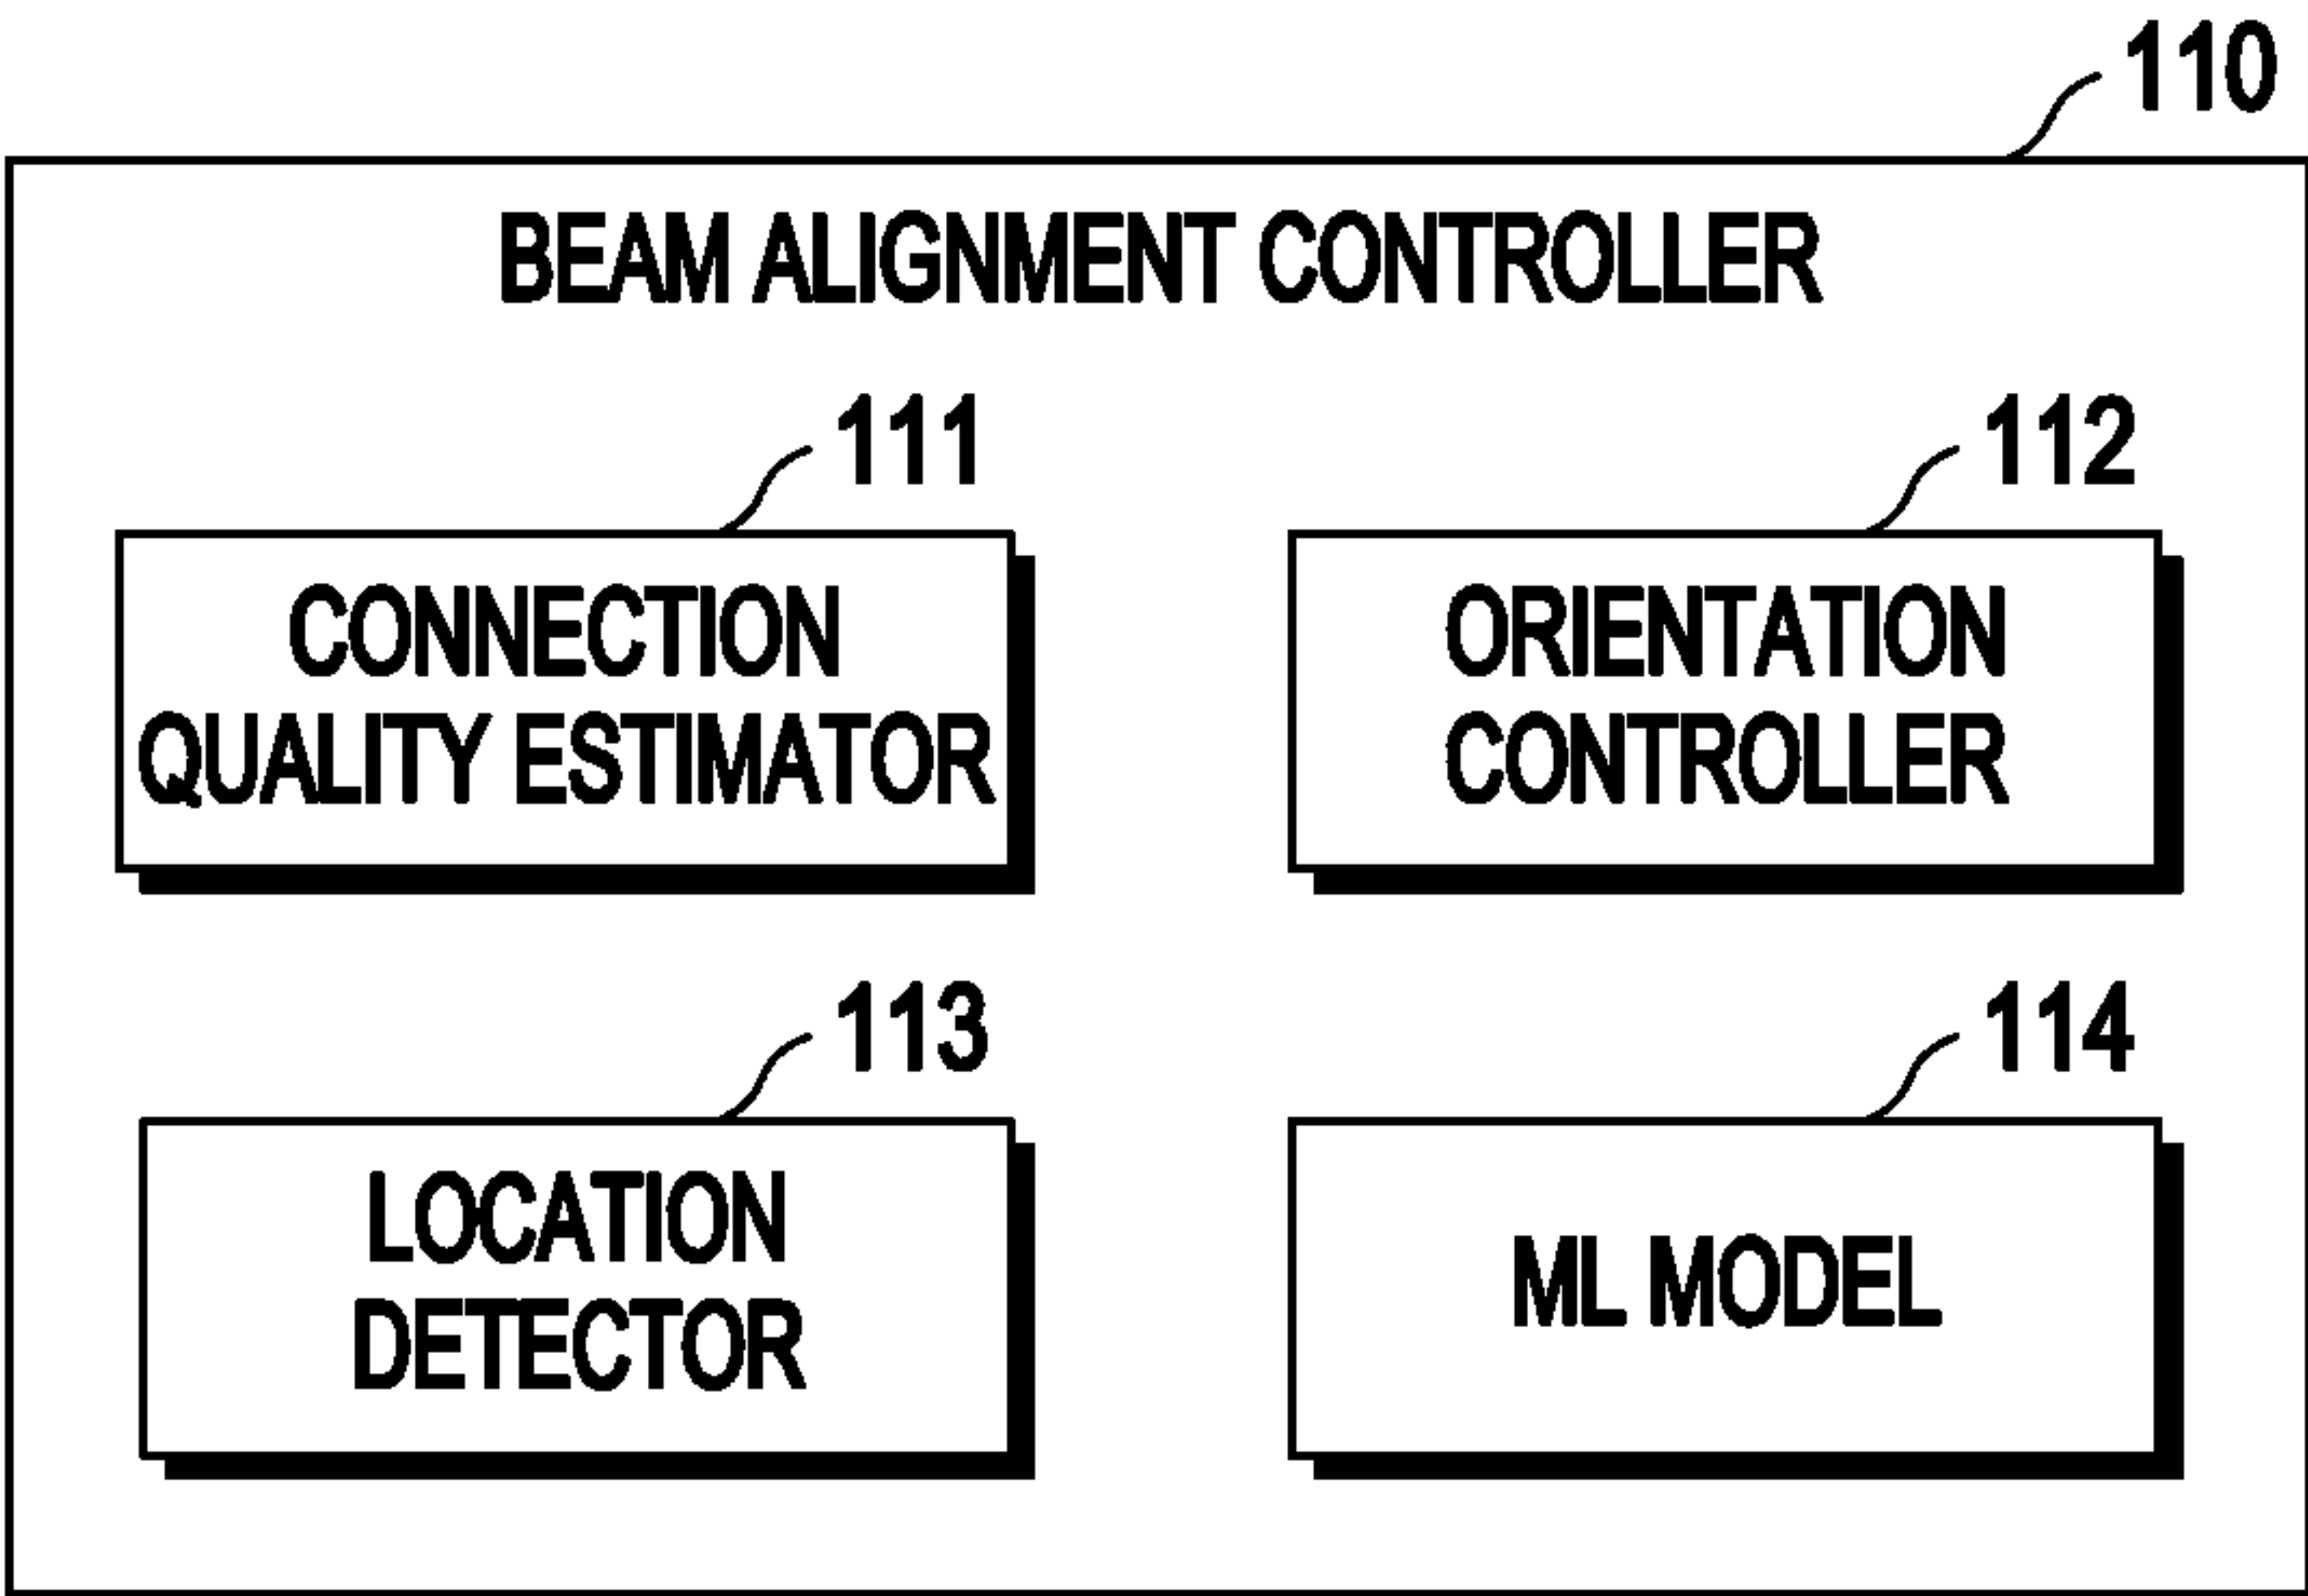 110
BEAM ALIGNMENT CONTROLLER
111
CONNECTION
QUALITY ESTIMATOR
112
ORIENTATION
CONTROLLER
113
LOCATION
DETECTOR
114
ML MODEL